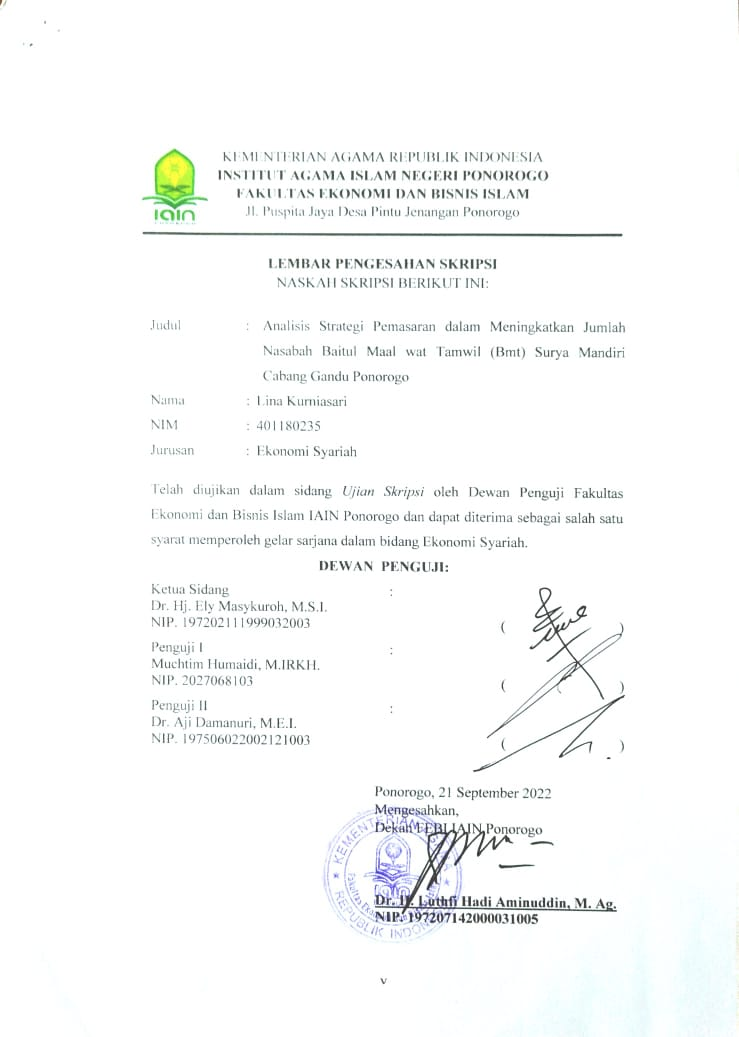 KEMENTERIAN AGAMA REPUBLIK INDONESIA
INSTITUT AGAMA ISLAM NEGERI PONOROGO
FAKULTAS EKONOMI DAN BISNIS ISLAM
Jl. Puspita Jaya Desa Pintu Jenangan Ponorogo
iain
PONOROGO
LEMBAR PENGESAHAN SKRIPSI
NASKAH SKRIPSI BERIKUT INI:
Judul : Analisis Strategi Pemasaran dalam Meningkatkan Jumlah
Nasabah Baitul Maal wat Tamwil (Bmt) Surya Mandiri
Cabang Gandu Ponorogo
Nama : Lina Kurniasari
NIM : 401180235
Jurusan : Ekonomi Syariah
Telah diujikan dalam sidang Ujian Skripsi oleh Dewan Penguji Fakultas
Ekonomi dan Bisnis Islam IAIN Ponorogo dan dapat diterima sebagai salah satu
syarat memperoleh gelar sarjana dalam bidang Ekonomi Syariah.
DEWAN PENGUJI:
Ketua Sidang :
Dr. Hj. Ely Masykuroh, M.S.I.
NIP. 197202111999032003 ( )
Penguji I :
Muchtim Humaidi, M.IRKH.
NIP. 2027068103 ( )
Penguji II :
Dr. Aji Damanuri, M.E.I.
NIP. 197506022002121003 ( )
Ponorogo, 21 September 2022
Mengesahkan,
Dekan FEBI IAIN Ponorogo
KEMENTERIAN
REPUBLIK INDONESIA
Dr. H. Luthfi Hadi Aminuddin, M. Ag.
NIP. 197207142000031005
v